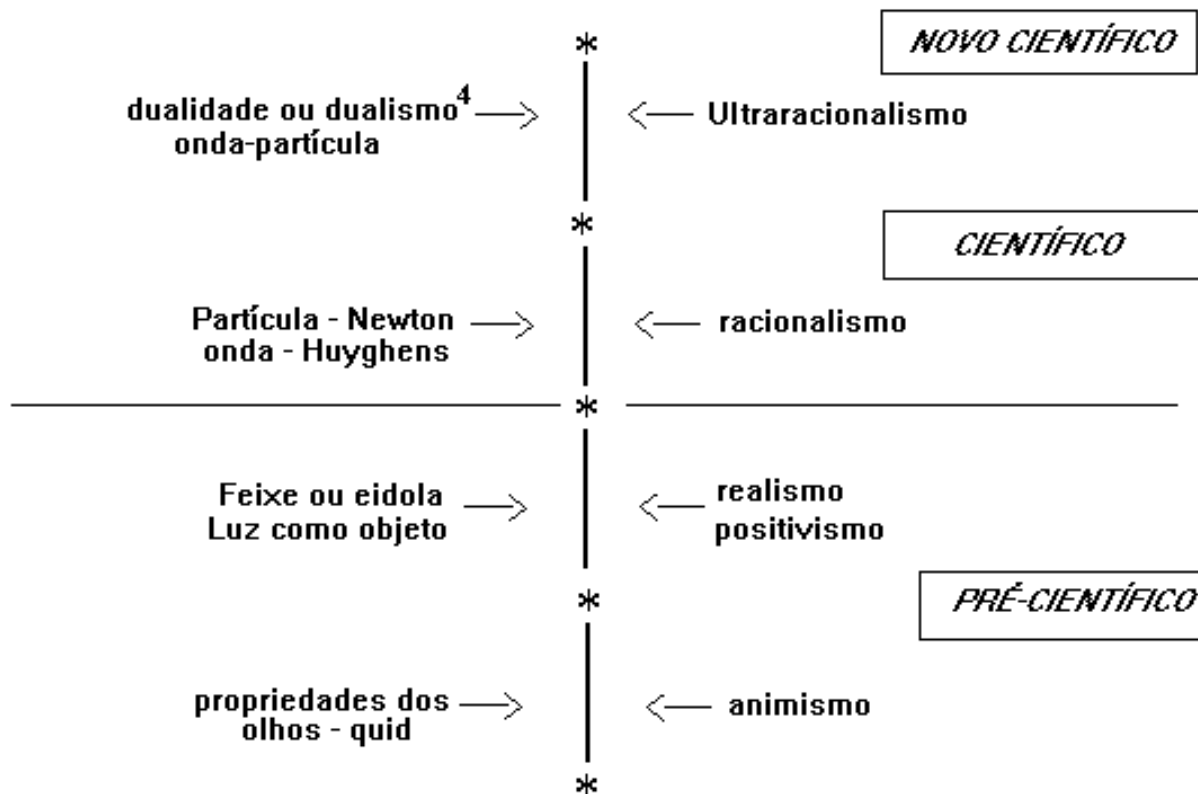 NOVO CIENTÍFICO
dualidade ou dualismo⁴
onda-partícula
Ultraracionalismo
CIENTÍFICO
Partícula - Newton
onda - Huyghens
racionalismo
Feixe ou eidola
Luz como objeto
realismo
positivismo
PRÉ-CIENTÍFICO
propriedades dos
olhos - quid
animismo